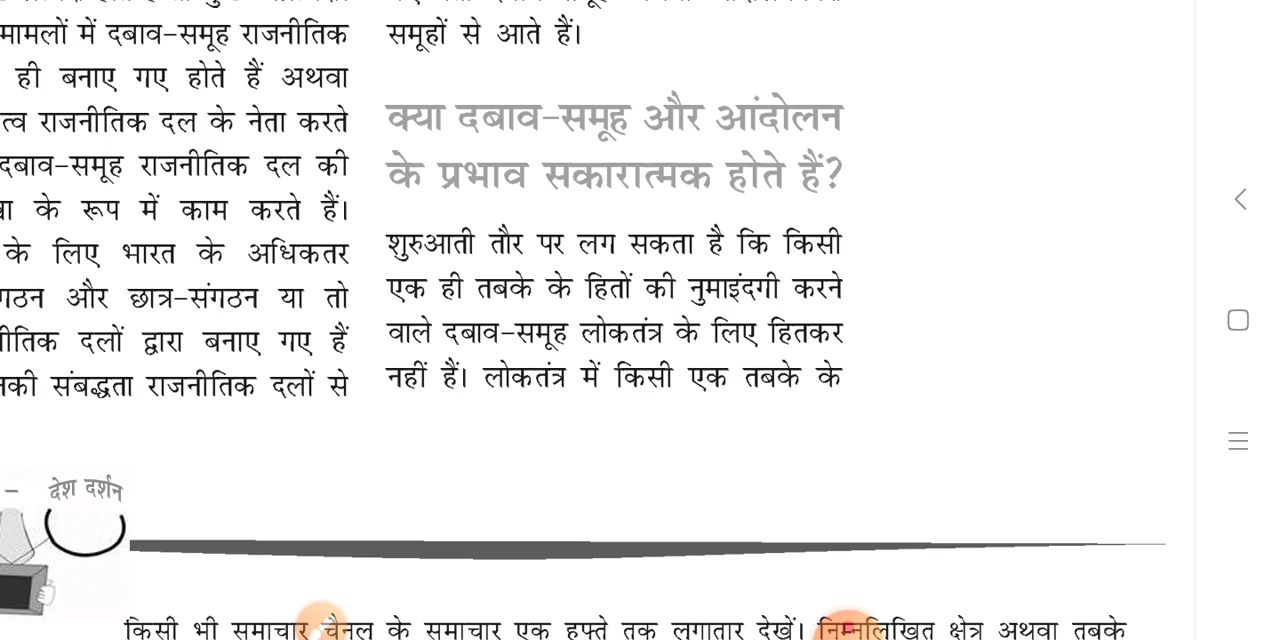 मामलों में दबाव-समूह राजनीतिक
ही बनाए गए होते हैं अथवा
राजनीतिक दल के नेता करते
दबाव-समूह राजनीतिक दल की
के रूप में काम करते हैं।
के लिए भारत के अधिकतर
और छात्र-संगठन या तो
दलों द्वारा बनाए गए हैं
संबद्धता राजनीतिक दलों से
समूहों से आते हैं।
क्या दबाव-समूह और आंदोलन
के प्रभाव सकारात्मक होते हैं?
शुरुआती तौर पर लग सकता है कि किसी
एक ही तबके के हितों की नुमाइंदगी करने
वाले दबाव-समूह लोकतंत्र के लिए हितकर
नहीं हैं। लोकतंत्र में किसी एक तबके के
– देश दर्शन
किसी भी समाचार चैनल के समाचार एक हफ्ते तक लगातार देखें। निम्नलिखित क्षेत्र अथवा तबके